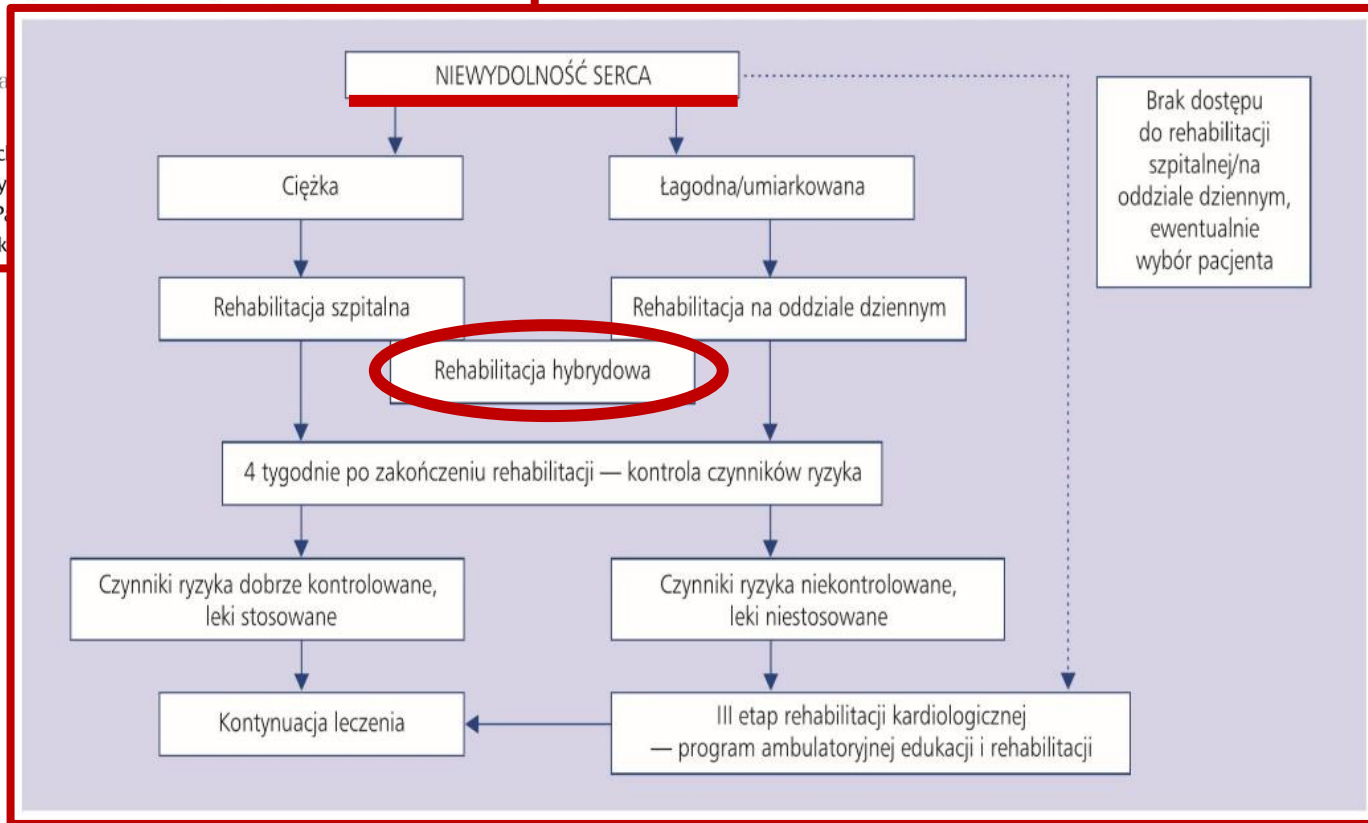 NIEWYDOLNOŚĆ SERCA
Brak dostępu
do rehabilitacji
szpitalnej/na
oddziale dziennym,
ewentualnie
wybór pacjenta
Ciężka
Łagodna/umiarkowana
Rehabilitacja szpitalna
Rehabilitacja na oddziale dziennym
Rehabilitacja hybrydowa
4 tygodnie po zakończeniu rehabilitacji — kontrola czynników ryzyka
Czynniki ryzyka dobrze kontrolowane,
leki stosowane
Czynniki ryzyka niekontrolowane,
leki niestosowane
Kontynuacja leczenia
III etap rehabilitacji kardiologicznej
— program ambulatoryjnej edukacji i rehabilitacji